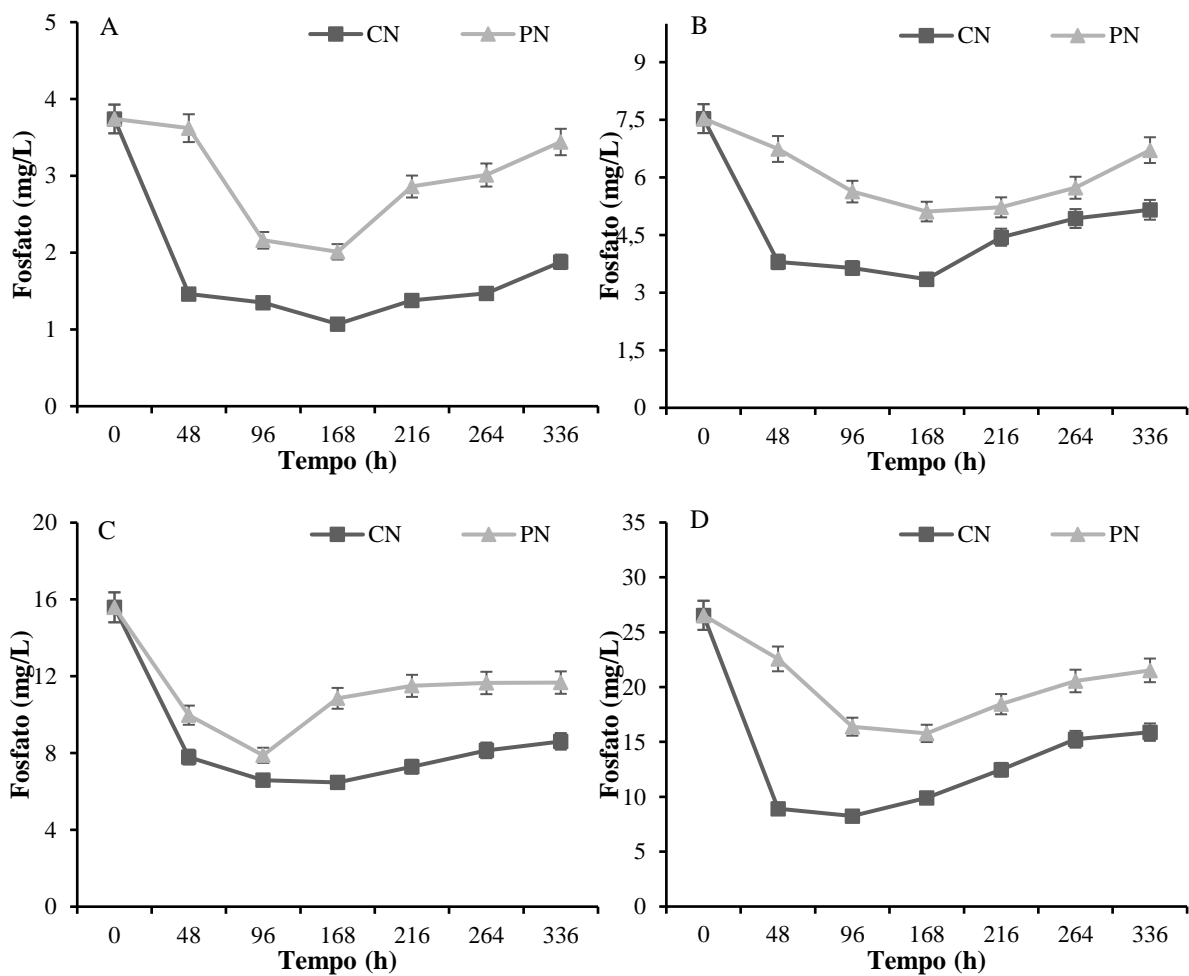 A
CN PN
Fosfato (mg/L)
5
4
3
2
1
0
0 48 96 168 216 264 336
Tempo (h)
B
CN PN
Fosfato (mg/L)
9
7,5
6
4,5
3
1,5
0
0 48 96 168 216 264 336
Tempo (h)
C
CN PN
Fosfato (mg/L)
20
16
12
8
4
0
0 48 96 168 216 264 336
Tempo (h)
D
CN PN
Fosfato (mg/L)
35
30
25
20
15
10
5
0
0 48 96 168 216 264 336
Tempo (h)